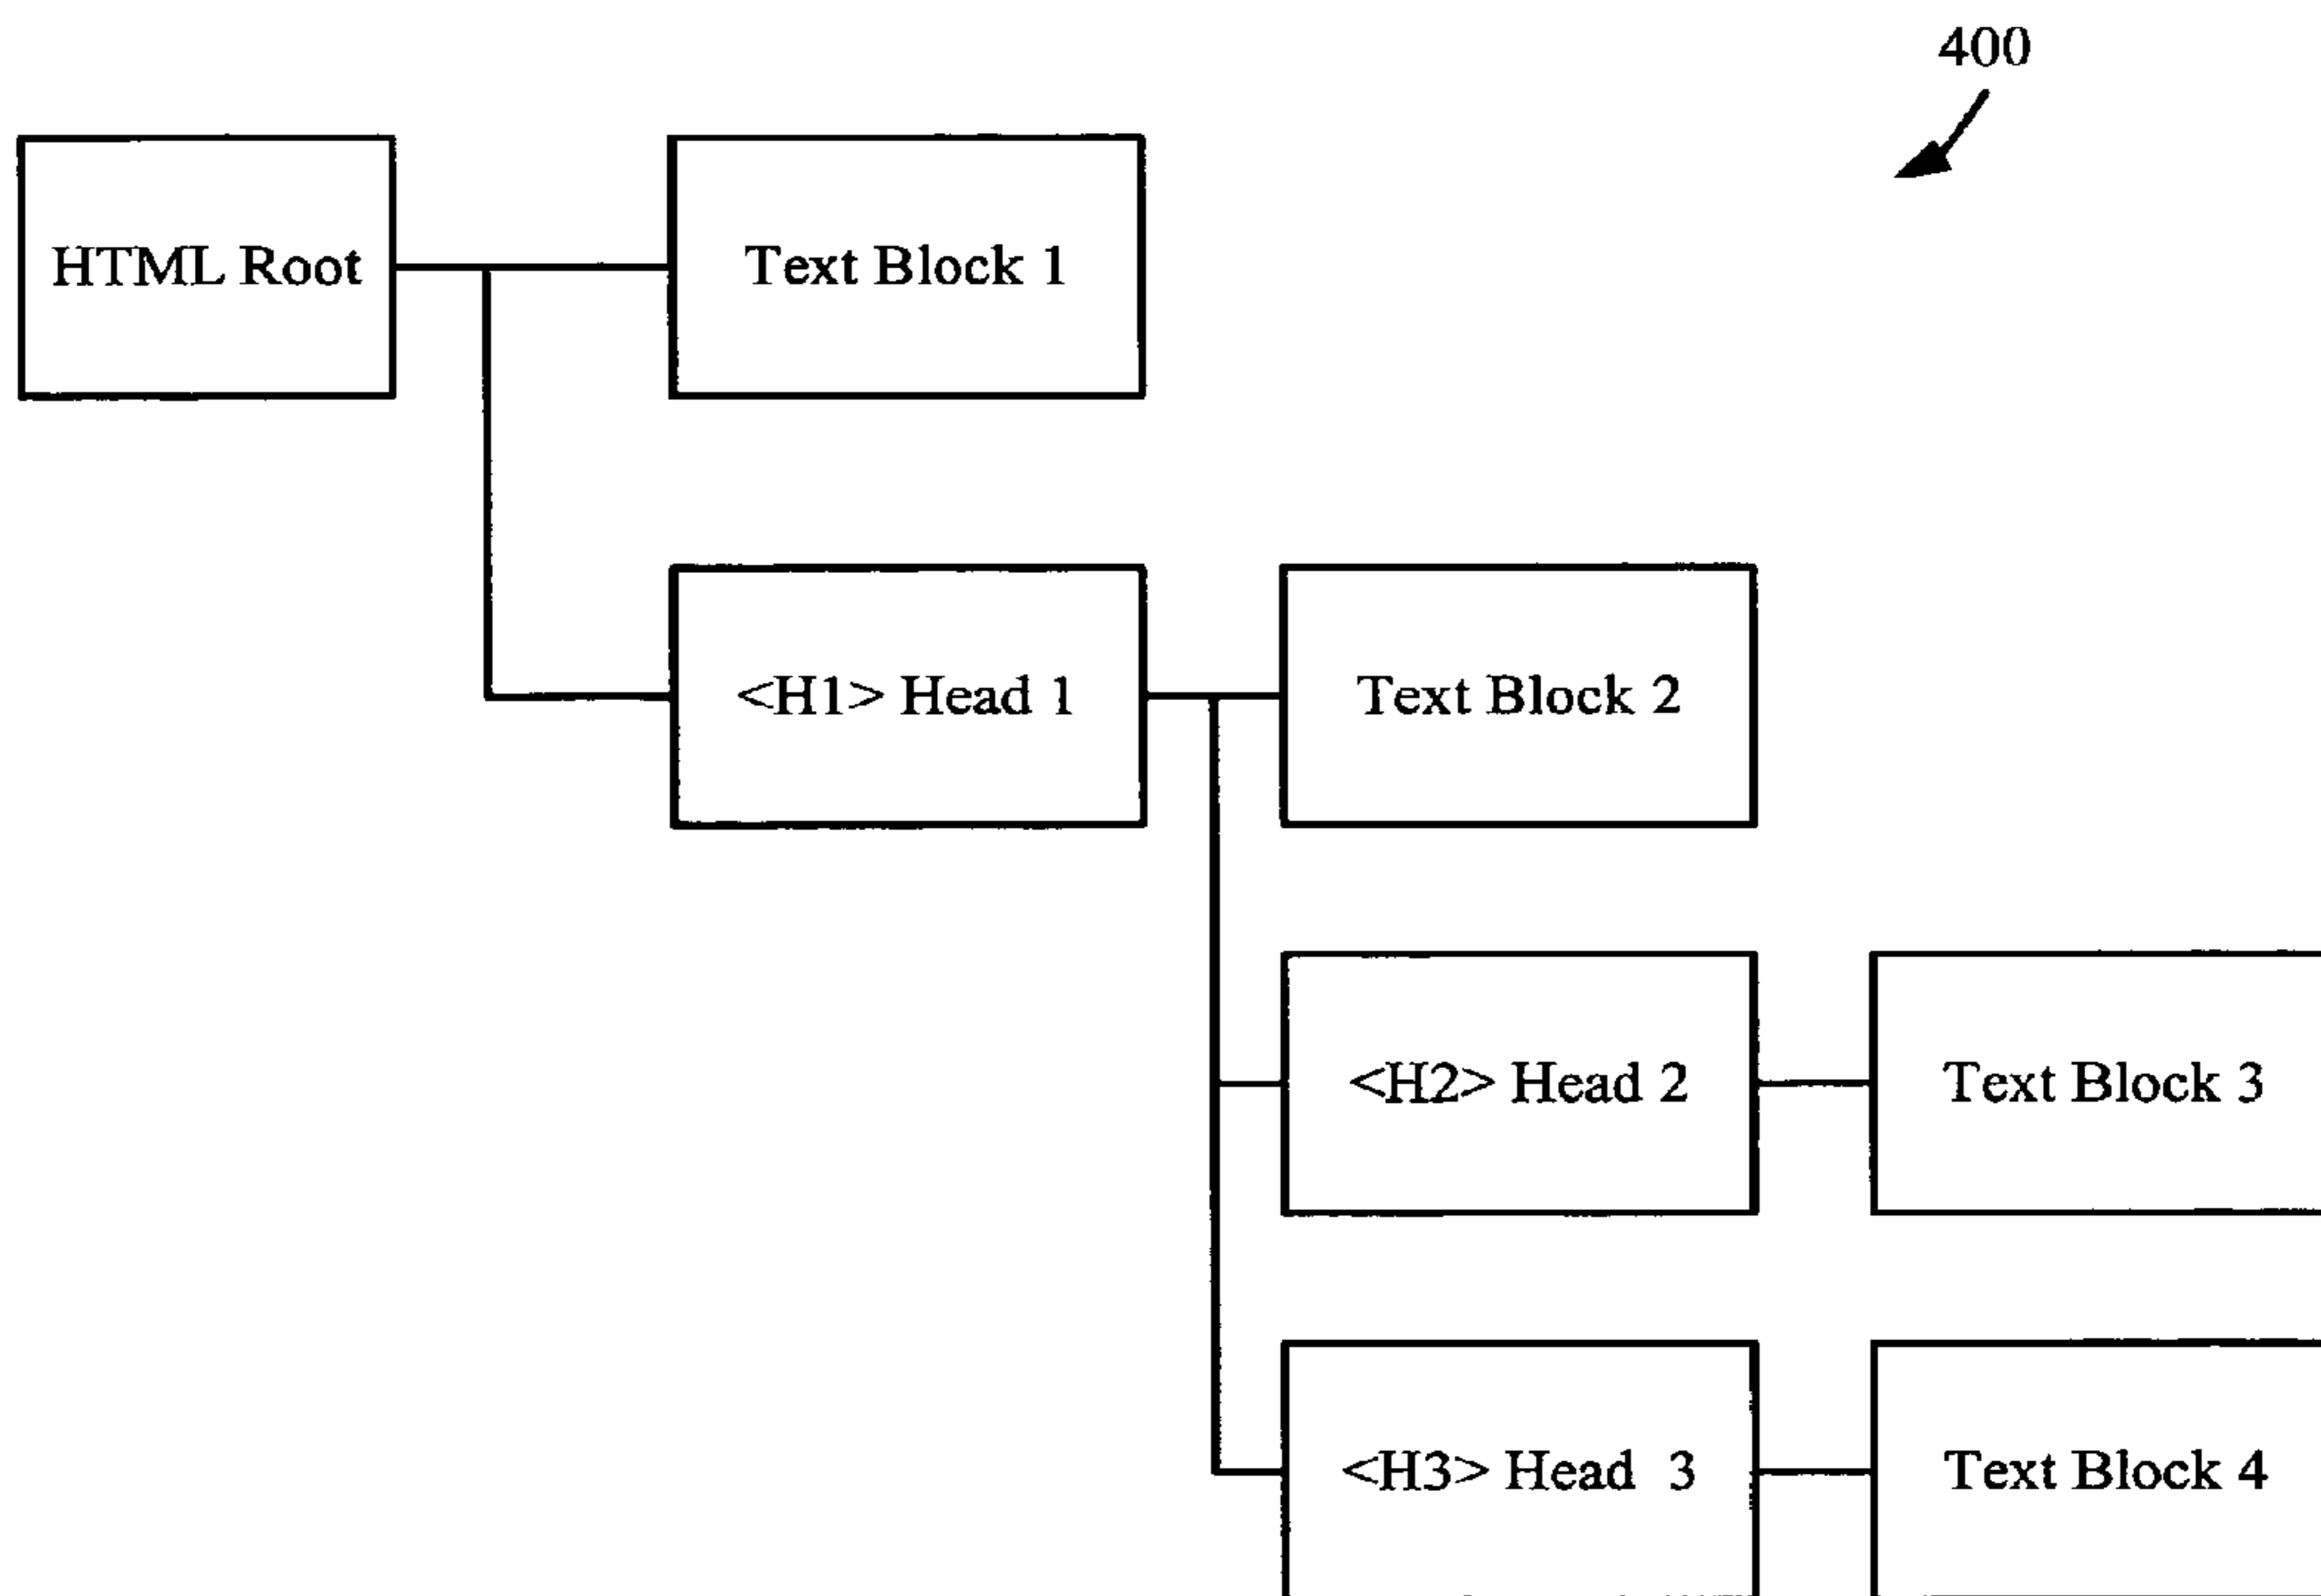 400
HTML Root
Text Block 1
<H1> Head 1
Text Block 2
<H2> Head 2
Text Block 3
<H3> Head 3
Text Block 4